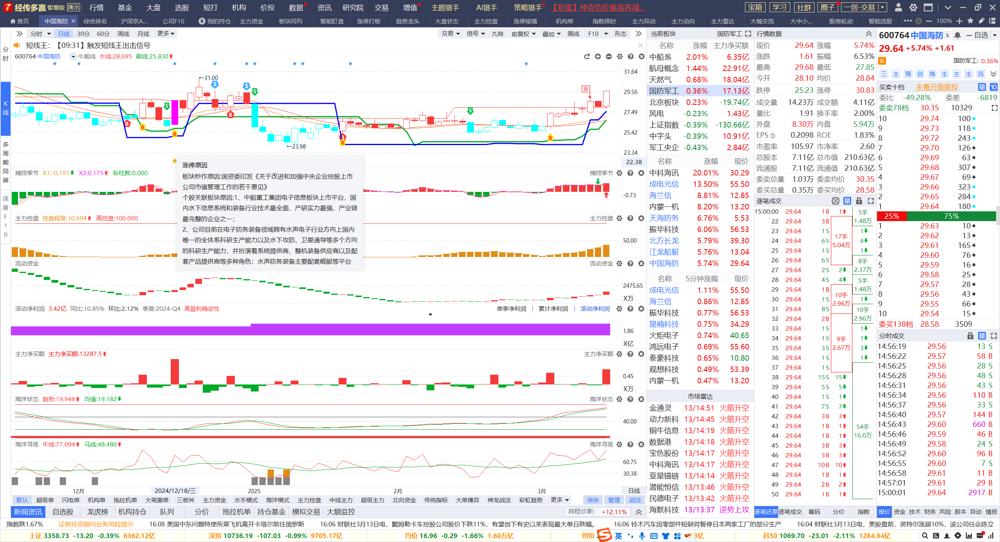 经传多赢 智尊版 演示 行情 基金 大盘 选股 短打 机构 价投 数据 资讯 研究院 交易 增值 主题猎手 AI猎手 策略猎手 【彩蛋】神奇色阶最高再减... 宝箱 学习 社群 圈子 一创-交易
首页 中国海防 综合排名 沪深京A... 公司F10 我的持仓 主力资金 板块同列 智能盯盘 涨停打板 趋势龙头 大盘状态 主力控盘 涨停棱镜 机构单 指数择时 主力异动 主力动向 主力雷达 大咖交流 大中小... 股商轮动 智能选股 100%
分时 日线 30分 60分 周线 月线 更多 交易 信号 九转 前复权 叠加 画线 F10 形态
短线王：【09:31】触发短线王出击信号
600764 中国海防 牛熊线 牛线:28.695 熊线:25.830
分时
K线
多周期同屏
深度F10
31.64
29.56
27.49
25.42
23.34
22.38
31.00
23.98
涨停原因
板块炒作原因:国资委印发《关于改进和加强中央企业控股上市
公司市值管理工作的若干意见》
个股关联板块原因:1、中船重工集团电子信息板块上市平台，国
内水下信息系统和装备行业技术最全面、产研实力最强、产业链
最完整的企业之一；
2、公司目前在电子防务装备领域拥有水声电子行业方向上国内
唯一的全体系科研生产能力以及水下攻防、卫星通导等多个方向
的科研生产能力，并扮演着系统提供商、整机装备供应商以及配
套产品提供商等多种角色；水声防务装备主要配套舰艇等平台
捕捞季节 X1:-0.191 X2:0.175 彩柱数:0.000 捕捞季节
-0.73
主力控盘 控盘程度:10.694 高控盘:100.000 主力控盘
50.00
流动资金 流动资金
2475.65
X万
滚动净利润 3.42亿 同比:10.85% 环比:2.12% 季度:2024-Q4 高盈利稳定性 单季净利润 累计净利润 滚动净利润
1.86
X亿
主力净买额 主力净买额:13287.5 主力净买额
0.45
X万
海洋状态 趋势:19.948 均值:19.182 海洋状态
40.00
海洋寻底 牛线:77.094 马线:48.480 海洋寻底
60.75
30.38
12月 2024/12/18/三 2025 2月 3月 日线
默认 超级单 闪电单 机构单 拖拉机单 大笔撤单 三板斧 主力资金 水手模式 海洋模式 主力控盘 中线主力 超级主力 北向资金 传统指标 大单博弈 神龙战法 彩虹趋势 更多 保存 管理 战法
新闻资讯 自选股 龙虎榜 机构持仓 队列 分价 拖拉机单 持仓基金 模拟交易 大额监控 网格诊断： +12.11%
当前板块 国防军工
名称 涨幅 主力净买额
中船系 2.01% 6.35亿
航母概念 1.44% 22.91亿
天然气 0.68% 18.04亿
国防军工 0.36% 17.13亿
北京板块 0.23% -19.74亿
风电 -0.23% 1.43亿
上证指数 -0.39% -130.66亿
中字头 -0.39% 10.91亿
军工央企 -0.43% 2.84亿
名称 涨幅 现价
中科海讯 20.01% 30.29
成电光信 13.50% 55.50
海兰信 8.81% 12.85
内蒙一机 8.20% 13.20
天海防务 6.76% 5.53
振华科技 6.06% 56.53
北方长龙 5.79% 39.30
江龙船艇 5.76% 13.04
中国海防 5.74% 29.64
名称 5分钟涨幅 现价
成电光信 1.11% 55.50
海兰信 0.86% 12.85
振华科技 0.77% 56.53
晟楠科技 0.75% 34.29
火炬电子 0.74% 40.65
鸿远电子 0.69% 55.60
泰豪科技 0.65% 10.80
观想科技 0.49% 53.39
内蒙一机 0.47% 13.20
市场雷达
金通灵 13/14:51 火箭升空
动力新科 13/14:45 火箭升空
铜牛信息 13/14:19 火箭升空
数据港 13/14:18 火箭升空
宝色股份 13/14:17 火箭升空
中科海讯 13/14:17 火箭升空
亚星锚链 13/14:14 火箭升空
潜能恒信 13/13:46 火箭升空
民德电子 13/13:42 火箭升空
海默科技 13/13:37 逆势上攻
行情数据
现价 29.64 涨幅 5.74%
涨跌 1.61 振幅 6.53%
最高 29.68 最低 27.85
今开 28.10 均价 28.84
跌停 25.23 涨停 30.83
成交量 14.23万 成交额 4.11亿
量比 1.91 换手率 2.00%
外盘 8.30万 内盘 5.94万
EPS③ 0.2098 ROE 1.83%
市盈率 105.97 市净率 2.60
总股本 7.11亿 总市值 210.63亿
流通股 7.11亿 流通值 210.63亿
委卖总量 1.03万 委卖均价 30.35
委买总量 0.35万 委买均价 28.58
逐笔成交 量
15:00:00 29.64 1B 1
22 29.64 3B
23 29.64 1S
24 29.64 6S
25 29.64 1S
26 29.64 6S
27 29.64 2S 2
28 29.64 4S 4
29 29.64 1B
30 29.64 1S
31 29.64 8S
32 29.64 2B
33 29.64 1S
34 29.64 1S
35 29.64 3S
36 29.64 1S
37 29.64 1S
38 29.64 15S 15
39 29.64 5S 5
40 29.64 1S 1
41 29.64 7S 7
42 29.64 3B 3
43 29.64 1B 1
44 29.64 1B 1
45 29.64 3B 3
46 29.64 3B 3
47 29.64 10B 10
48 29.64 1B 1
49 29.64 2B 2
50 29.64 1B 1
17手
5.04万
10手
2.96万
9手
2.67万
5手
1.48万
1
6
1
8手
2.37万
5手
1.48万
1
10手
2.96万
1
1
3
1
54手
16.0万
逐笔还原 逐笔成交 筹码 分价 指数
600764 中国海防 自选
29.64 +5.74% +1.61
R 国防军工: 0.36%
三 主 强 创 海 主 主 主 流
买卖十档 来粤开做跟投 量 10
委比 -49.28% 委差 -6819
委卖78档 30.35 10329
10 29.74 100
9 29.73 118
8 29.72 243
7 29.70 126
6 29.69 63
5 29.68 307
4 29.67 69
3 29.66 323
2 29.65 284
1 29.64 180
25% 75%
1 29.63 10
2 29.62 13
3 29.61 165
4 29.60 76
5 29.59 16
6 29.58 25
7 29.57 28
8 29.56 43
9 29.55 66
10 29.54 15
委买138档 28.58 3509
分时成交 量
14:56:19 29.56 13 S
14:56:22 29.57 58 B
14:56:25 29.56 28 S
14:56:28 29.56 48 S
14:56:31 29.56 43 S
14:56:34 29.56 110 B
14:56:37 29.56 33 S
14:56:40 29.57 144 B
14:56:43 29.60 660 B
14:56:46 29.59 46 B
14:56:49 29.58 24 S
14:56:52 29.60 96 B
14:56:55 29.60 7 S
14:56:58 29.61 11 B
14:57:01 29.61 29 B
15:00:01 29.64 2917 B
报价 资金 技术 财务 风险 股本 异动 情报
指数跌1.67% 证券投资顾问业务风险提示 16:08 美国中东问题特使所乘飞机离开卡塔尔前往俄罗斯 16:06 财联社3月13日电，戴姆勒卡车控股公司股价下跌11%，有望创下有史以来表现最大单日跌幅。 16:06 铃木汽车因零部件短缺将暂停日本两家工厂的部分生产 16:04 财联社3月13日电，美股盘前，英特尔涨超10%，该公司任命陈立
上证 3358.73 -13.20 -0.39% 6362.12亿 深指 10736.19 -107.03 -0.99% 9705.17亿 均价 16.96 -0.29 -1.66% 1.60万亿 创指 英 亿 科50 1069.70 -23.01 -2.11% 1284.94亿